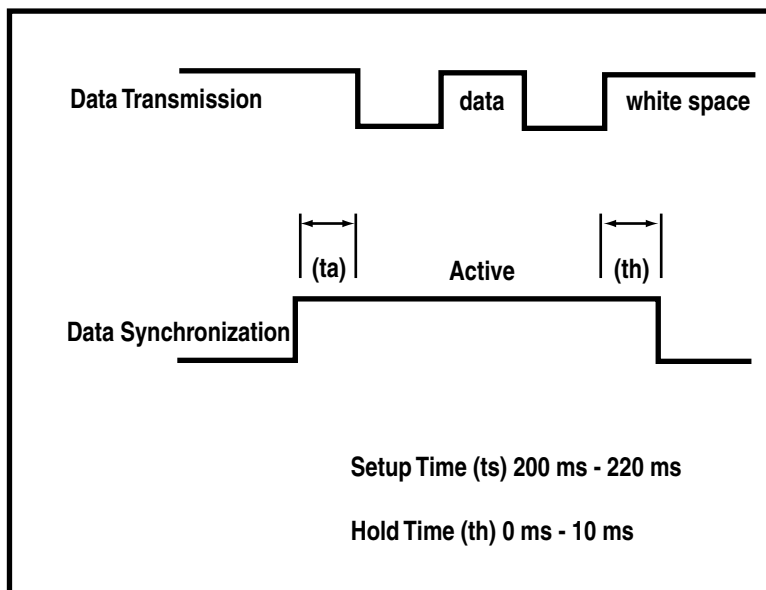 Data Transmission
data
white space
(ta)
Active
(th)
Data Synchronization
Setup Time (ts) 200 ms - 220 ms
Hold Time (th) 0 ms - 10 ms